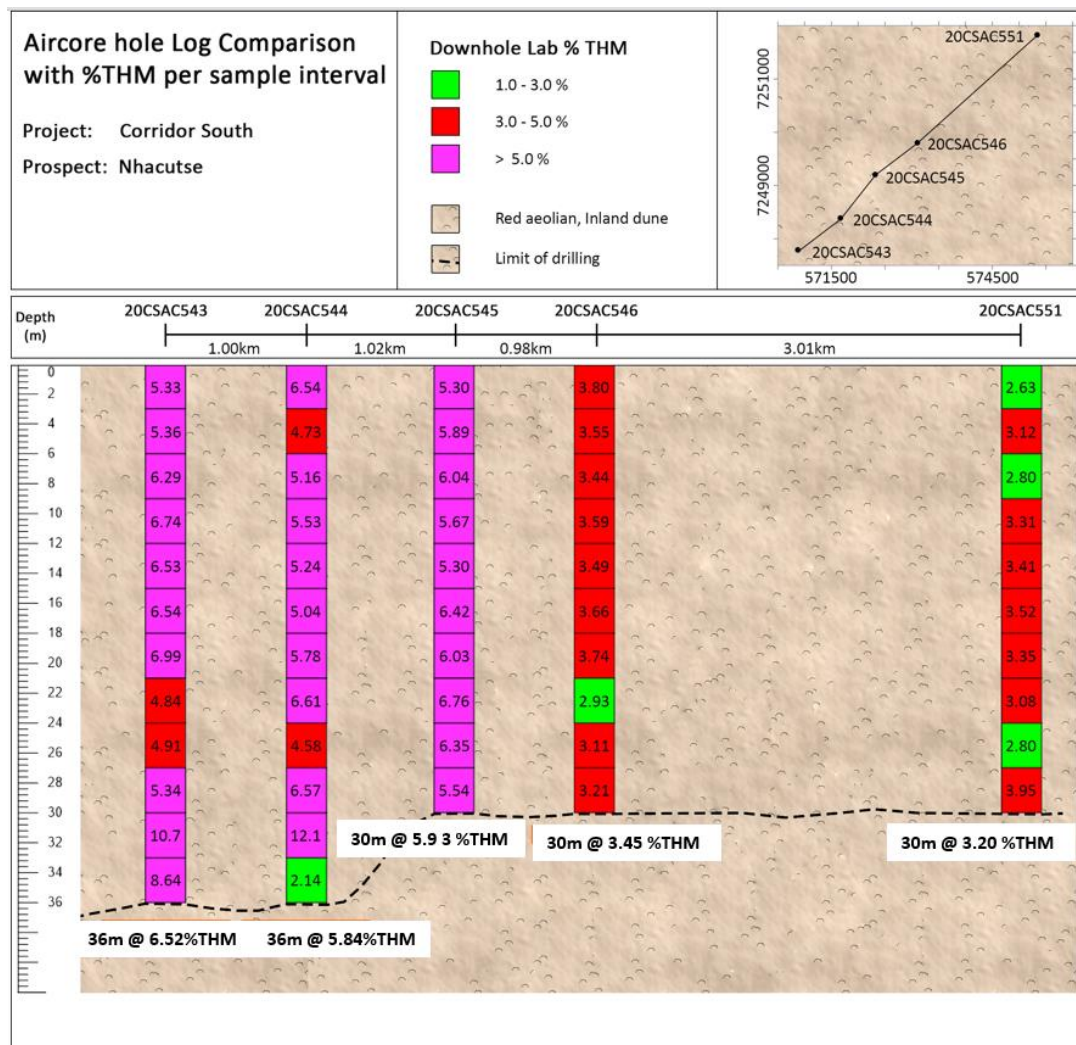 Aircore hole Log Comparison
with %THM per sample interval
Project: Corridor South
Prospect: Nhacutse
Downhole Lab % THM
1.0 - 3.0 %
3.0 - 5.0 %
> 5.0 %
Red aeolian, Inland dune
Limit of drilling
7251000
7249000
20CSAC551
20CSAC546
20CSAC545
20CSAC544
20CSAC543
571500 574500
Depth
(m)
20CSAC543 20CSAC544 20CSAC545 20CSAC546 20CSAC551
1.00km 1.02km 0.98km 3.01km
0
2
4
6
8
10
12
14
16
18
20
22
24
26
28
30
32
34
36
5.33 6.54 5.30 3.80 2.63
5.36 4.73 5.89 3.55 3.12
6.29 5.16 6.04 3.44 2.80
6.74 5.53 5.67 3.59 3.31
6.53 5.24 5.30 3.49 3.41
6.54 5.04 6.42 3.66 3.52
6.99 5.78 6.03 3.74 3.35
4.84 6.61 6.76 2.93 3.08
4.91 4.58 6.35 3.11 2.80
5.34 6.57 5.54 3.21 3.95
10.7 12.1
8.64 2.14
30m @ 5.9 3 %THM 30m @ 3.45 %THM 30m @ 3.20 %THM
36m @ 6.52%THM 36m @ 5.84%THM